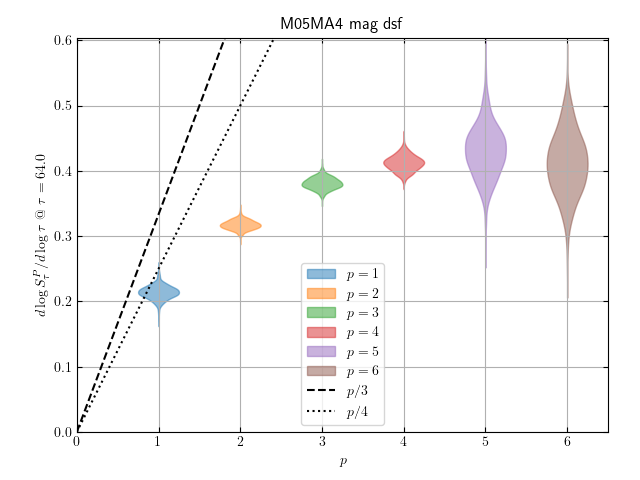 M05MA4 mag dsf
d log S_τ^P / d log τ @ τ = 64.0
0.6
0.5
0.4
0.3
0.2
0.1
0.0
p = 1
p = 2
p = 3
p = 4
p = 5
p = 6
p/3
p/4
0 1 2 3 4 5 6
p